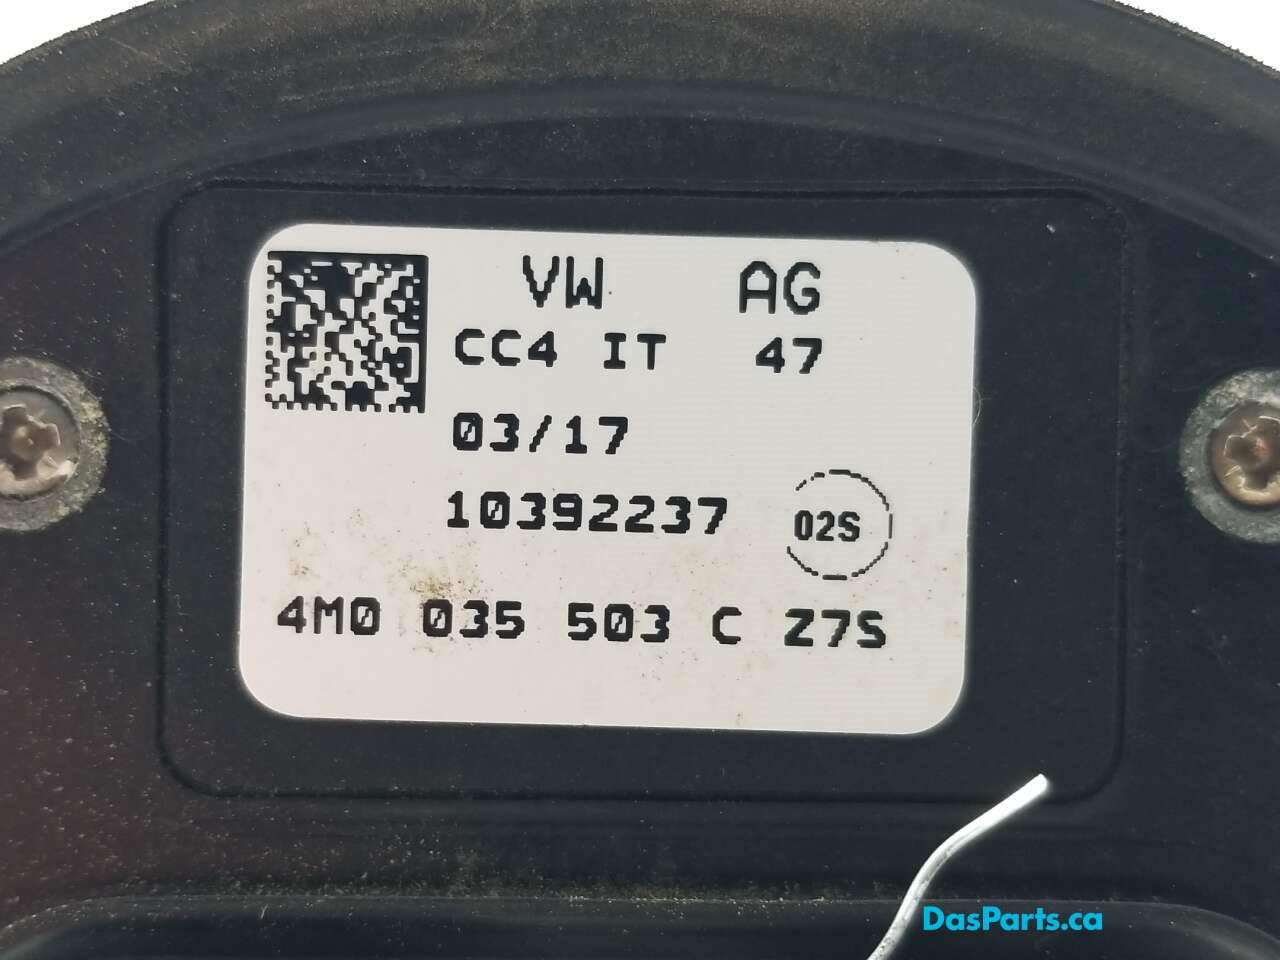 VW AG
CC4 IT 47
03/17
10392237
02S
4M0 035 503 C Z7S
DasParts.ca